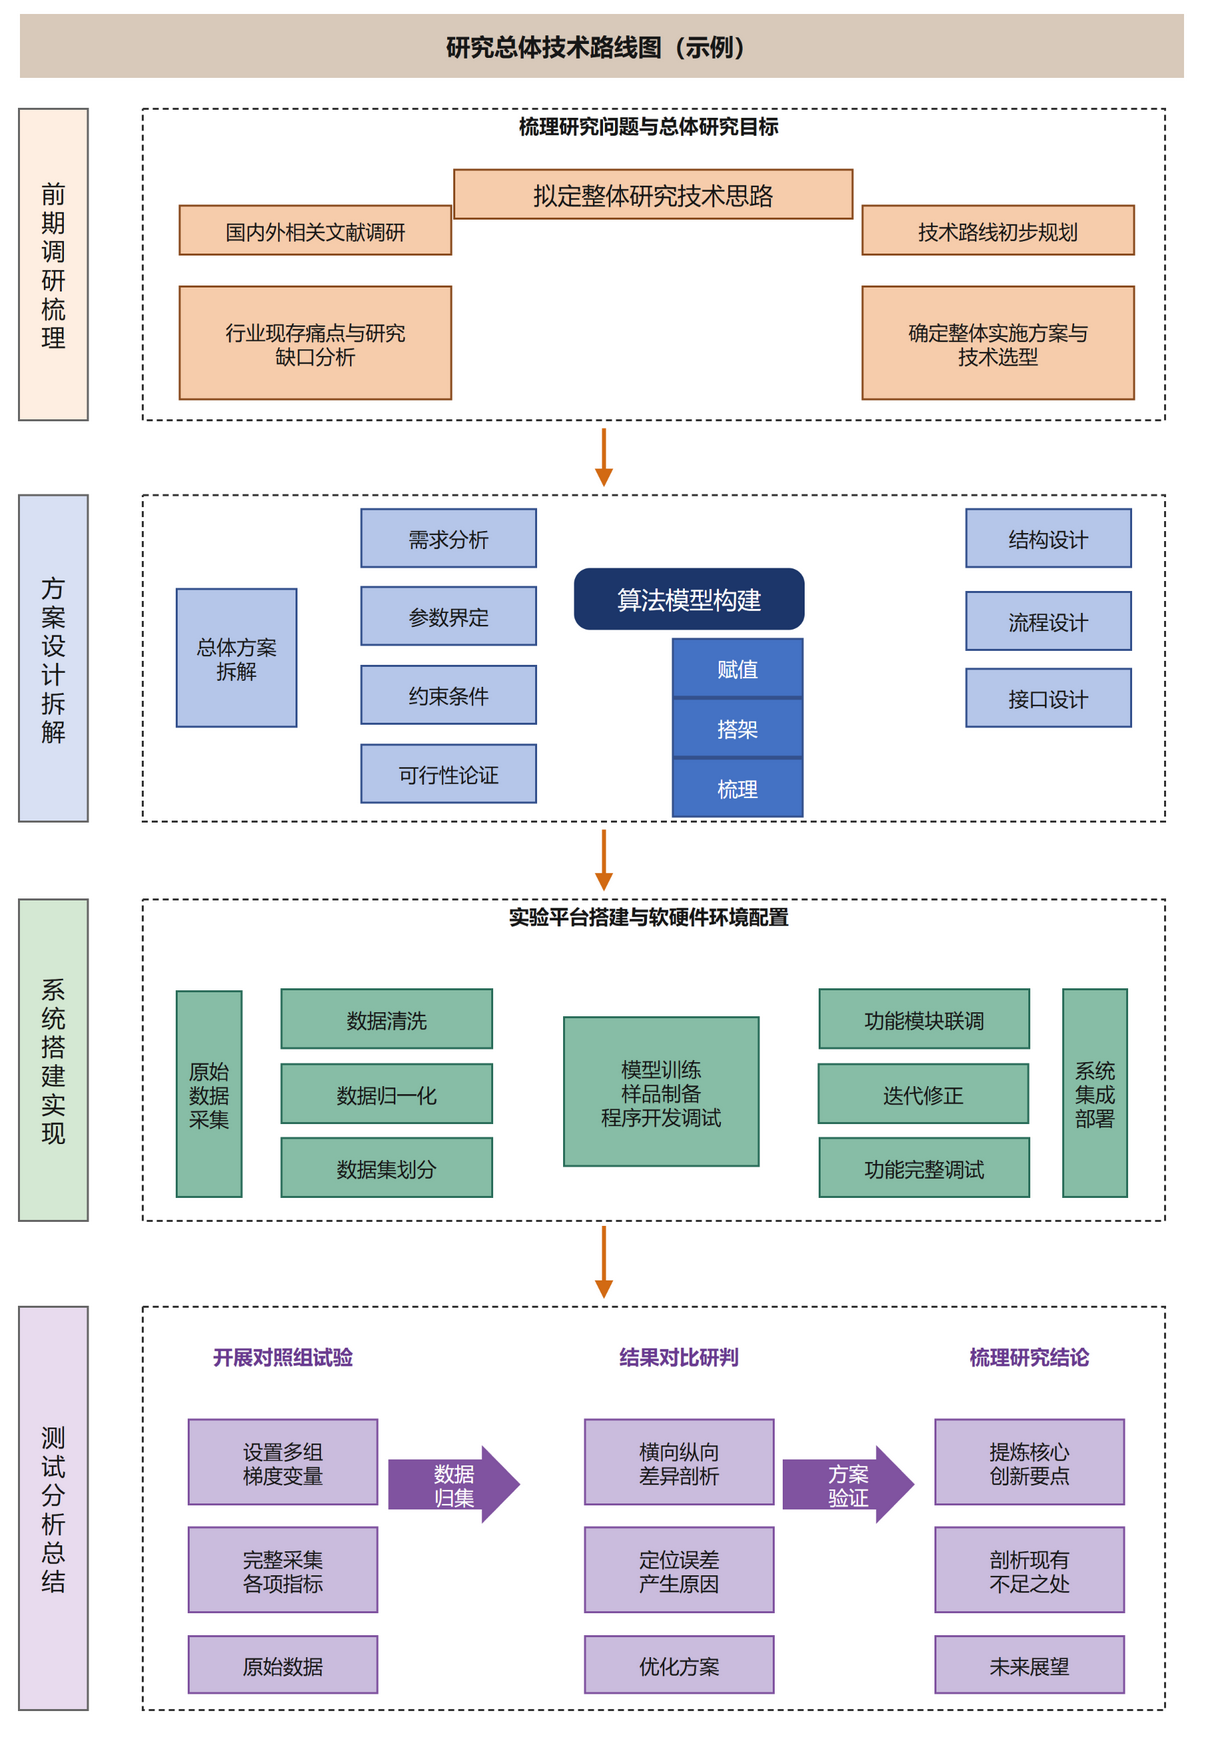 研究总体技术路线图（示例）
前期调研梳理
梳理研究问题与总体研究目标
拟定整体研究技术思路
国内外相关文献调研
技术路线初步规划
行业现存痛点与研究
缺口分析
确定整体实施方案与
技术选型
方案设计拆解
总体方案
拆解
需求分析
参数界定
约束条件
可行性论证
算法模型构建
赋值
搭架
梳理
结构设计
流程设计
接口设计
系统搭建实现
实验平台搭建与软硬件环境配置
原始
数据
采集
数据清洗
数据归一化
数据集划分
模型训练
样品制备
程序开发调试
功能模块联调
迭代修正
功能完整调试
系统
集成
部署
测试分析总结
开展对照组试验
设置多组
梯度变量
完整采集
各项指标
原始数据
数据
归集
结果对比研判
横向纵向
差异剖析
定位误差
产生原因
优化方案
方案
验证
梳理研究结论
提炼核心
创新要点
剖析现有
不足之处
未来展望